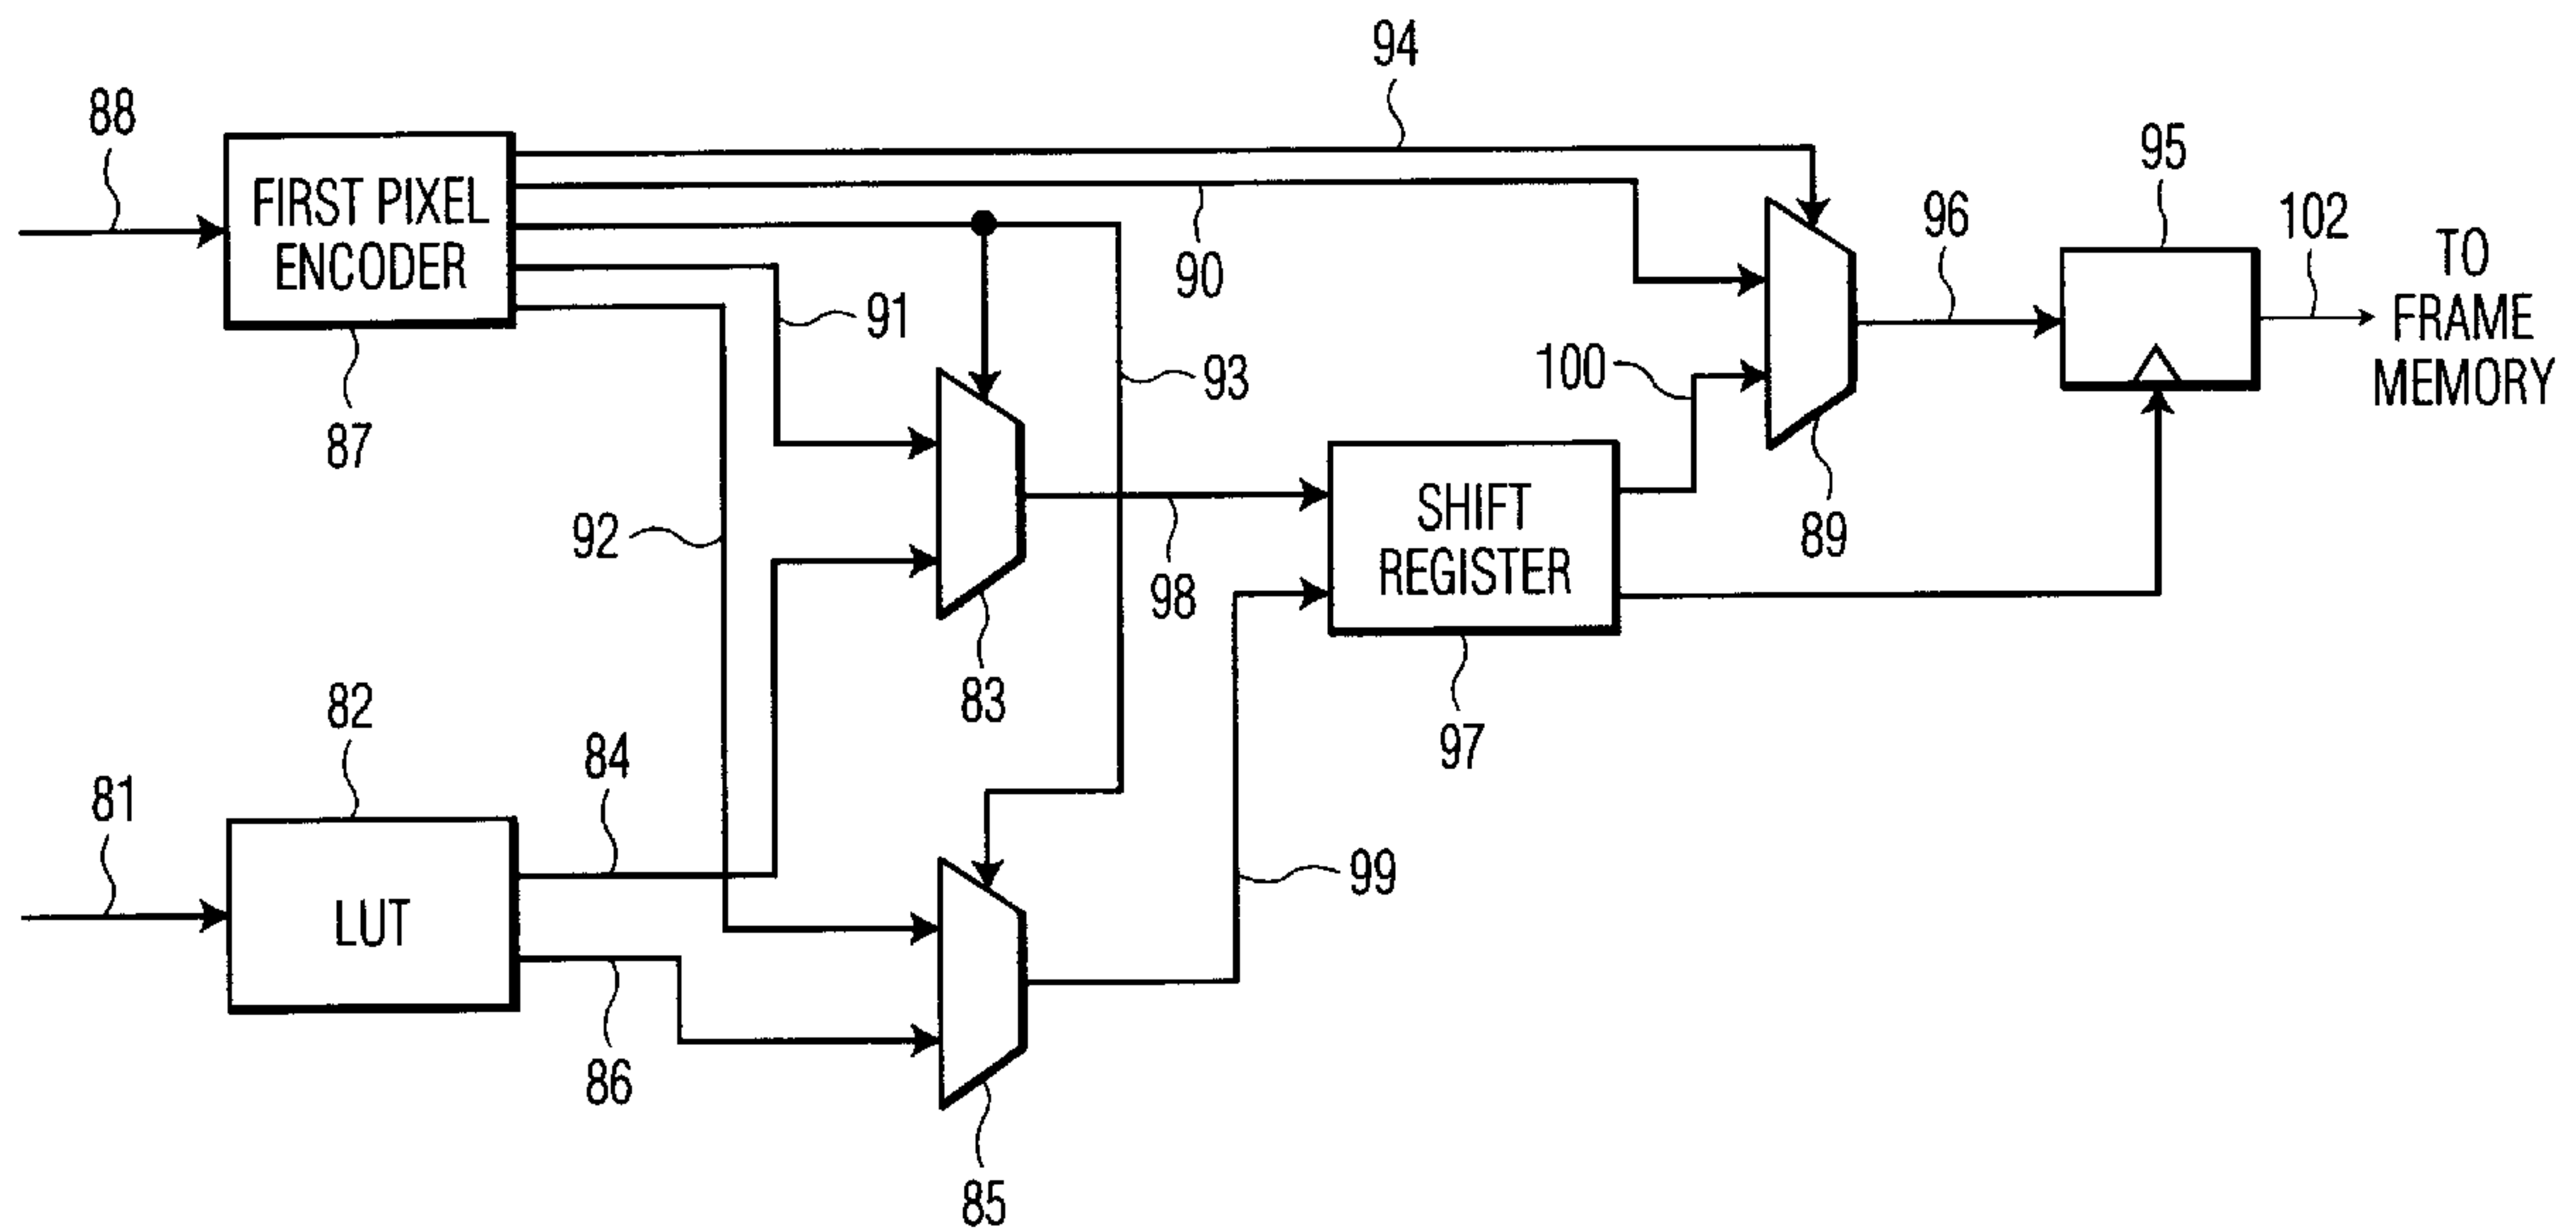 94
88
95
FIRST PIXEL
ENCODER
102
96
TO
FRAME
MEMORY
90
91
93
100
87
92
SHIFT
REGISTER
89
98
83
97
82
84
81
99
LUT
86
85